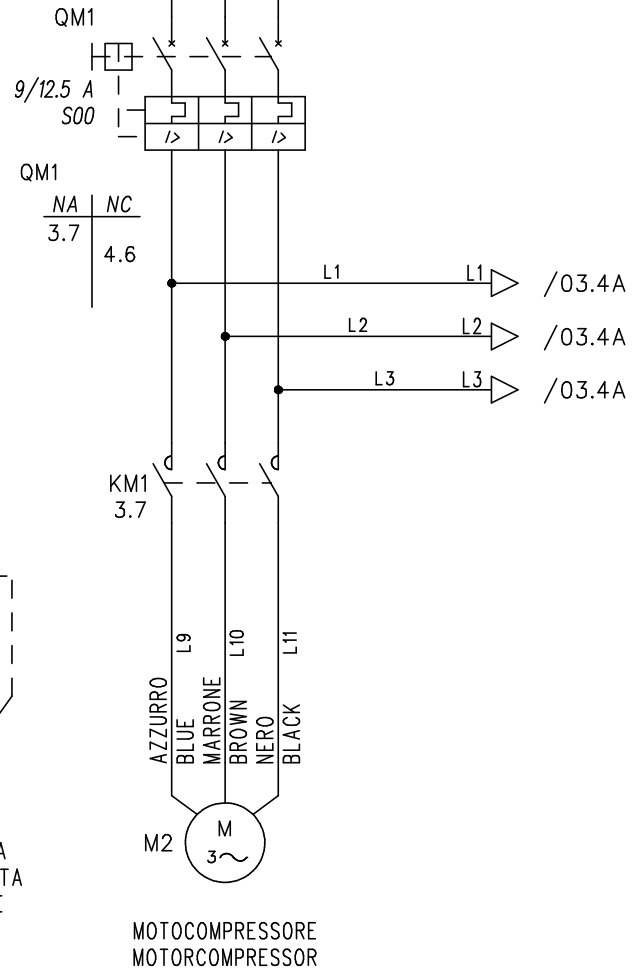 QM1
9/12.5 A
S00
I> I> I>
QM1
NA NC
3.7
4.6
L1 L1 /03.4A
L2 L2 /03.4A
L3 L3 /03.4A
KM1
3.7
L9 L10 L11
AZZURRO
BLUE
MARRONE
BROWN
NERO
BLACK
M2
M
3~
A
TA
E
MOTOCOMPRESSORE
MOTORCOMPRESSOR